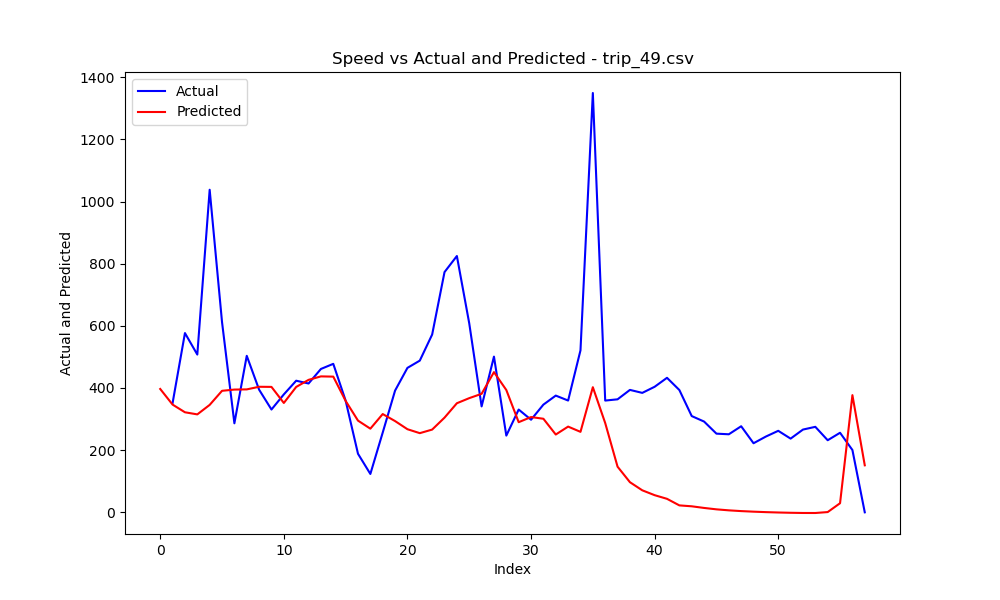 Speed vs Actual and Predicted - trip_49.csv
Actual
Predicted
1400
1200
1000
800
600
400
200
0
Actual and Predicted
0 10 20 30 40 50
Index